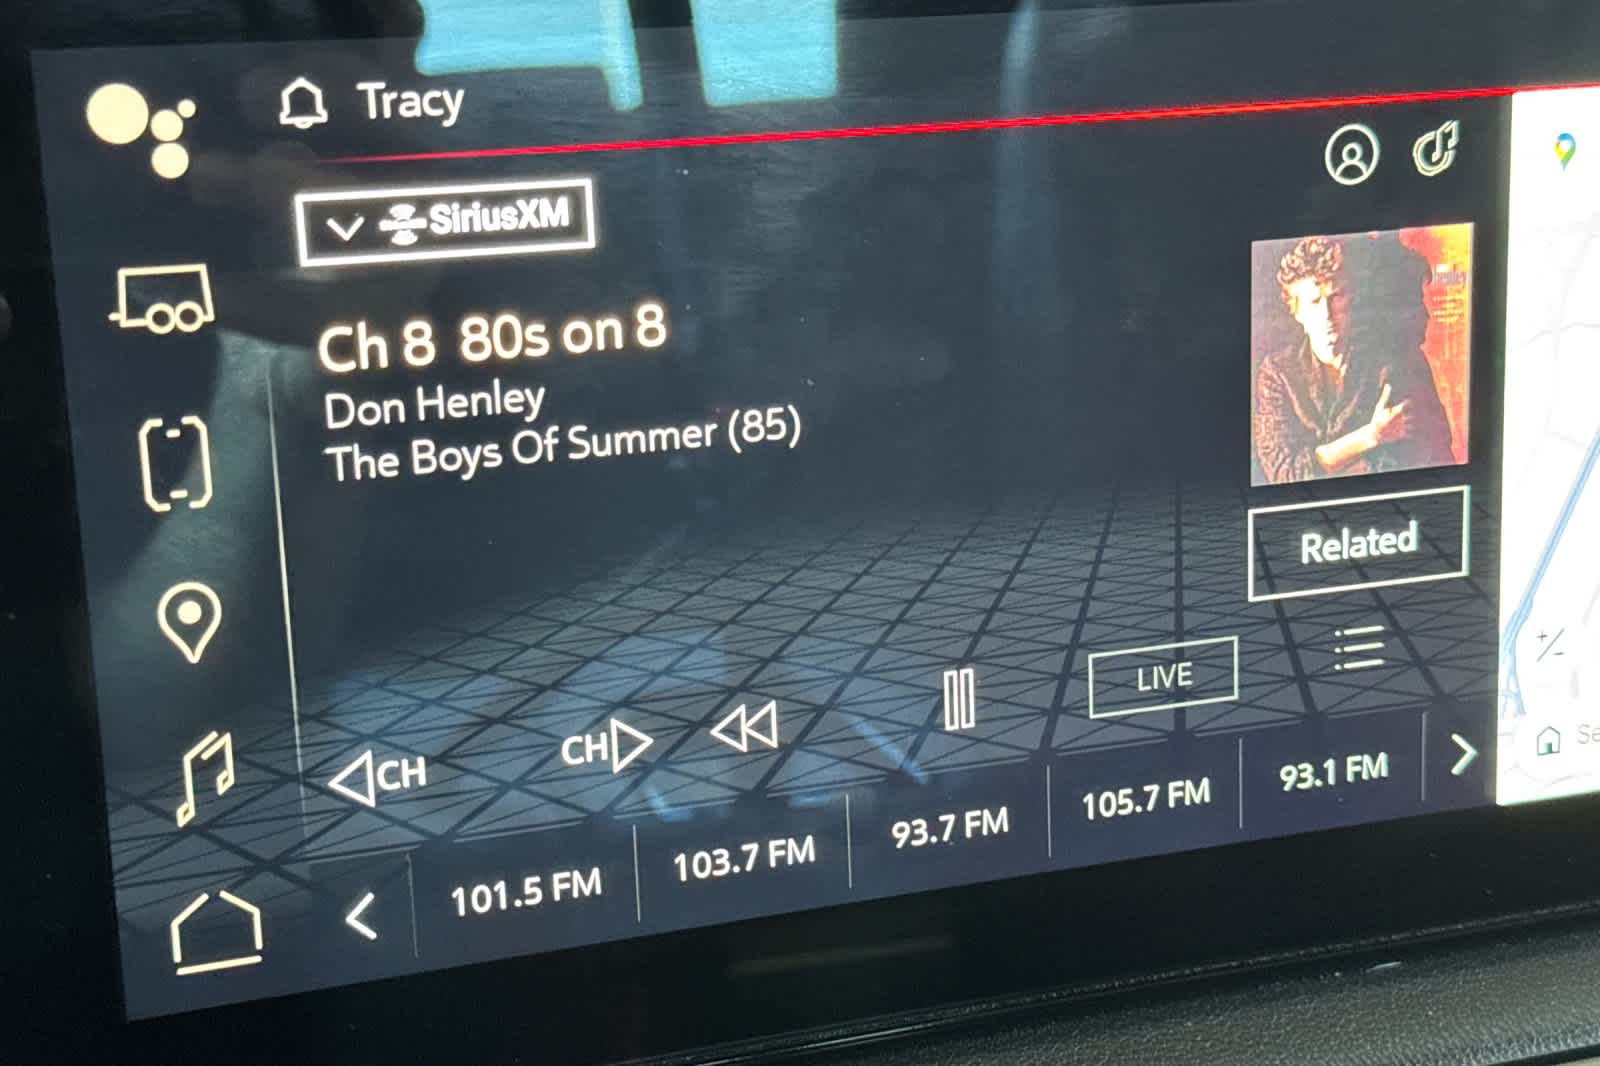 Tracy
SiriusXM
Ch 8 80s on 8
Don Henley
The Boys Of Summer (85)
Related
LIVE
CH
CH
101.5 FM
103.7 FM
93.7 FM
105.7 FM
93.1 FM
Se